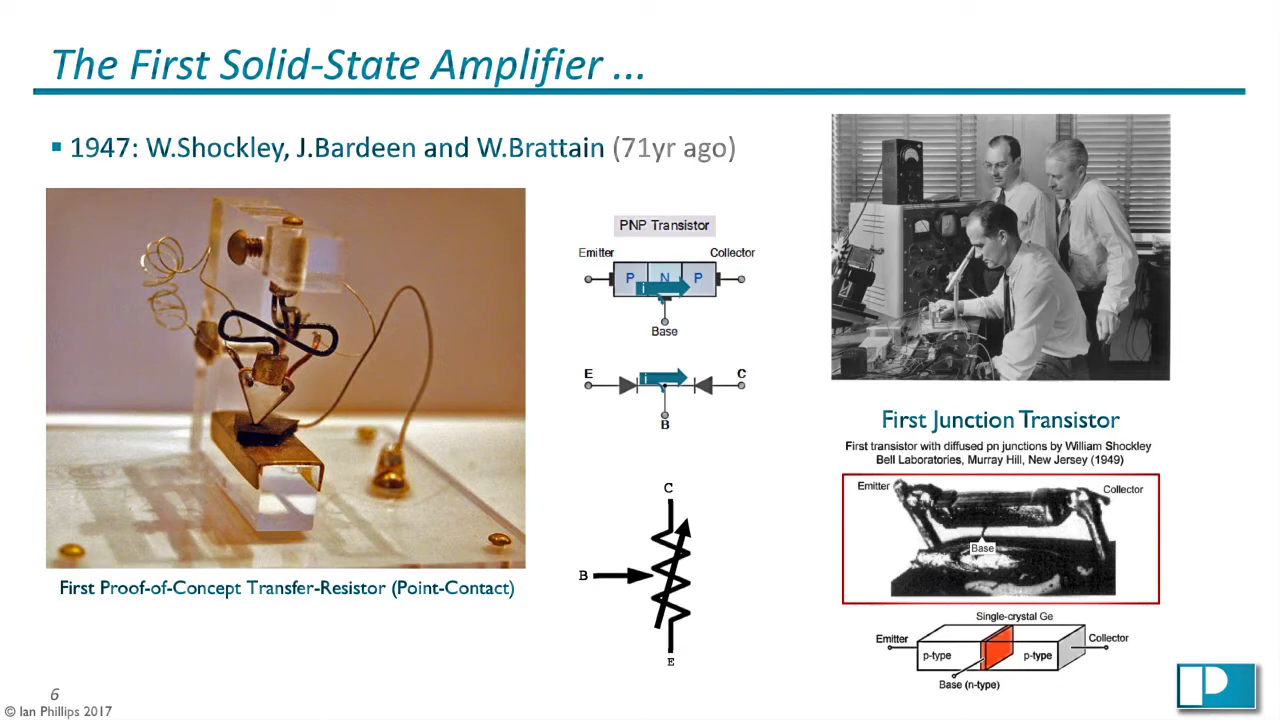 The First Solid-State Amplifier ...
▪ 1947: W.Shockley, J.Bardeen and W.Brattain (71yr ago)
First Proof-of-Concept Transfer-Resistor (Point-Contact)
PNP Transistor
Emitter
Collector
P N P
i
Base
E
i
C
B
C
B
E
First Junction Transistor
First transistor with diffused pn junctions by William Shockley
Bell Laboratories, Murray Hill, New Jersey (1949)
Emitter
Collector
Base
Single-crystal Ge
Emitter
Collector
p-type
p-type
Base (n-type)
6
© Ian Phillips 2017
P